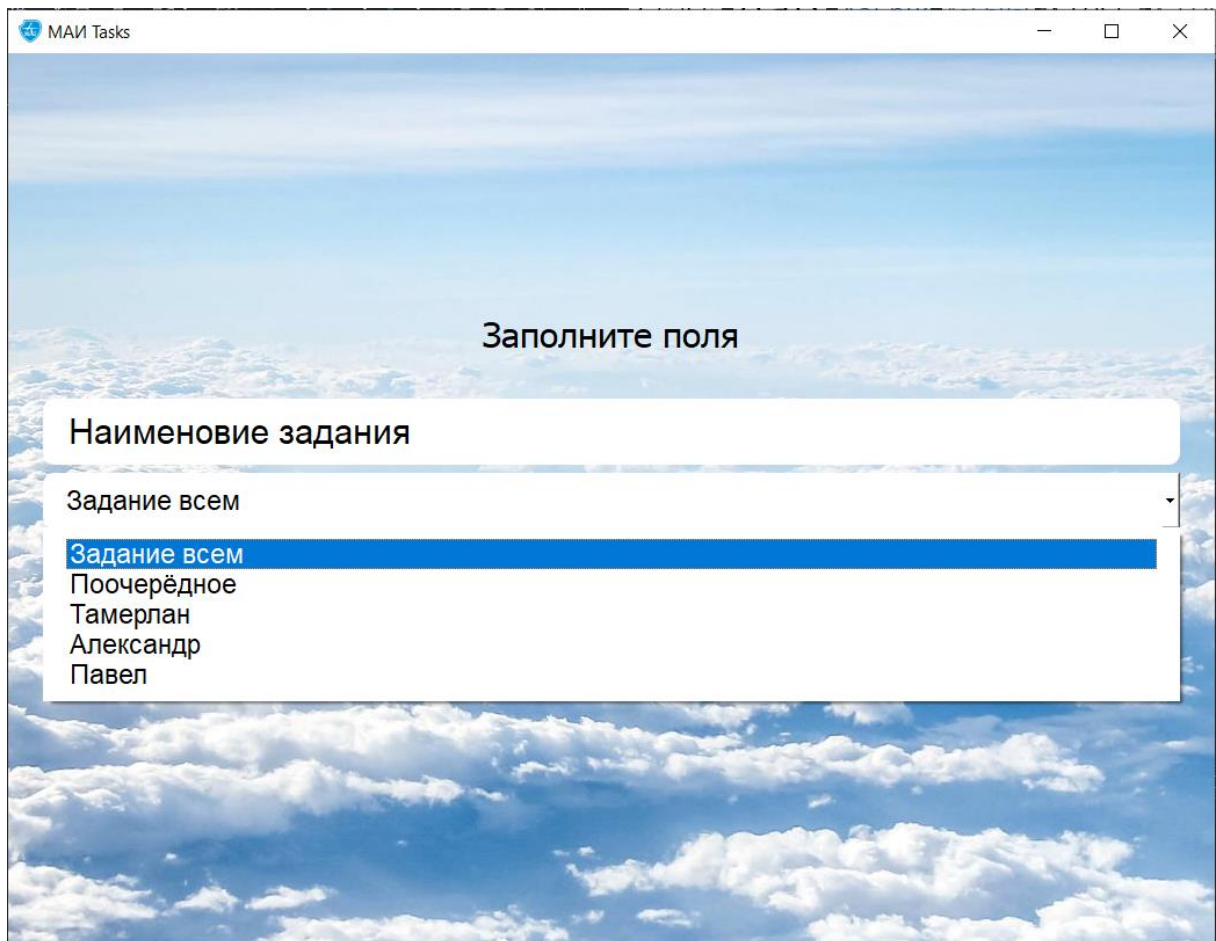 МАИ Tasks
Заполните поля
Наименовие задания
Задание всем
Задание всем
Поочерёдное
Тамерлан
Александр
Павел